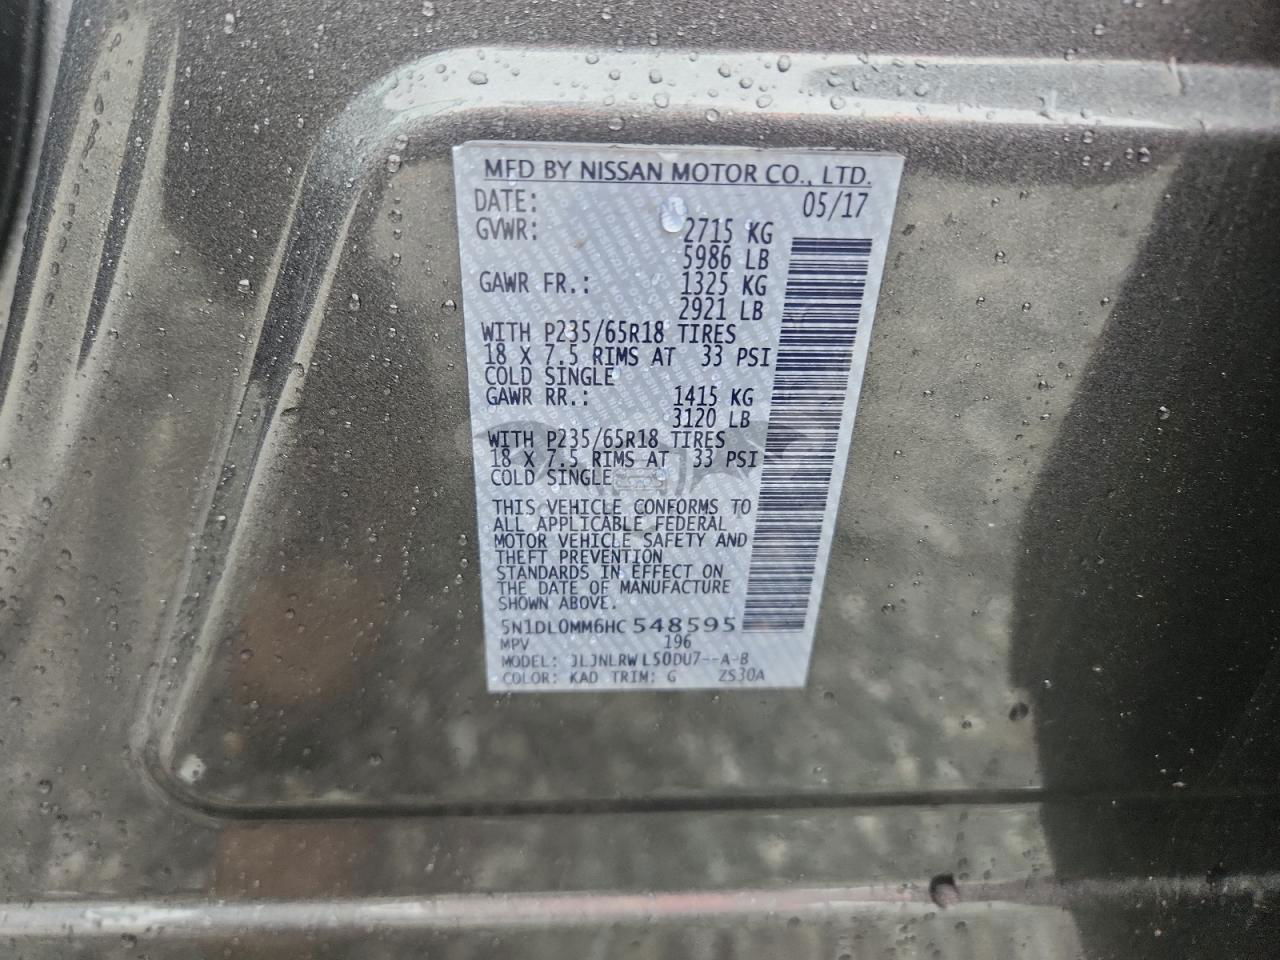 MFD BY NISSAN MOTOR CO., LTD.
DATE: 05/17
GVWR: 2715 KG
5986 LB
GAWR FR.: 1325 KG
2921 LB
WITH P235/65R18 TIRES
18 X 7.5 RIMS AT 33 PSI
COLD SINGLE
GAWR RR.: 1415 KG
3120 LB
WITH P235/65R18 TIRES
18 X 7.5 RIMS AT 33 PSI
COLD SINGLE
THIS VEHICLE CONFORMS TO
ALL APPLICABLE FEDERAL
MOTOR VEHICLE SAFETY AND
THEFT PREVENTION
STANDARDS IN EFFECT ON
THE DATE OF MANUFACTURE
SHOWN ABOVE.
5N1DL0MM6HC548595
MPV 196
MODEL: JLJNLRWL50DU7--A-B
COLOR: KAD TRIM: G ZS30A